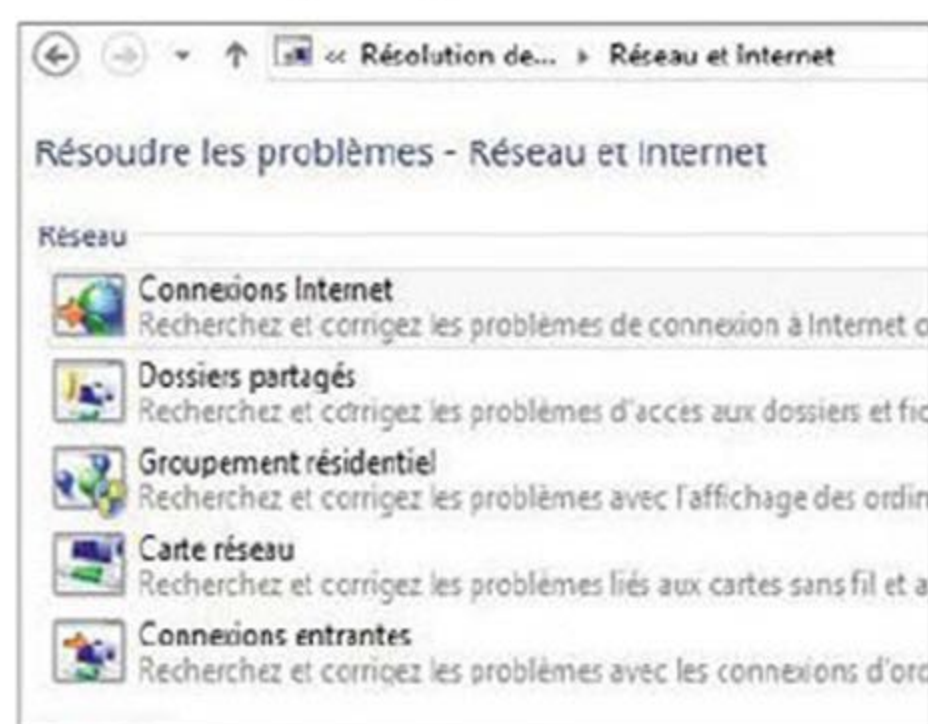 « Résolution de... ▸ Réseau et Internet
Résoudre les problèmes - Réseau et Internet
Réseau
Connexions Internet
Recherchez et corrigez les problèmes de connexion à Internet o
Dossiers partagés
Recherchez et corrigez les problèmes d'accès aux dossiers et fic
Groupement résidentiel
Recherchez et corrigez les problèmes avec l'affichage des ordin
Carte réseau
Recherchez et corrigez les problèmes liés aux cartes sans fil et a
Connexions entrantes
Recherchez et corrigez les problèmes avec les connexions d'ord